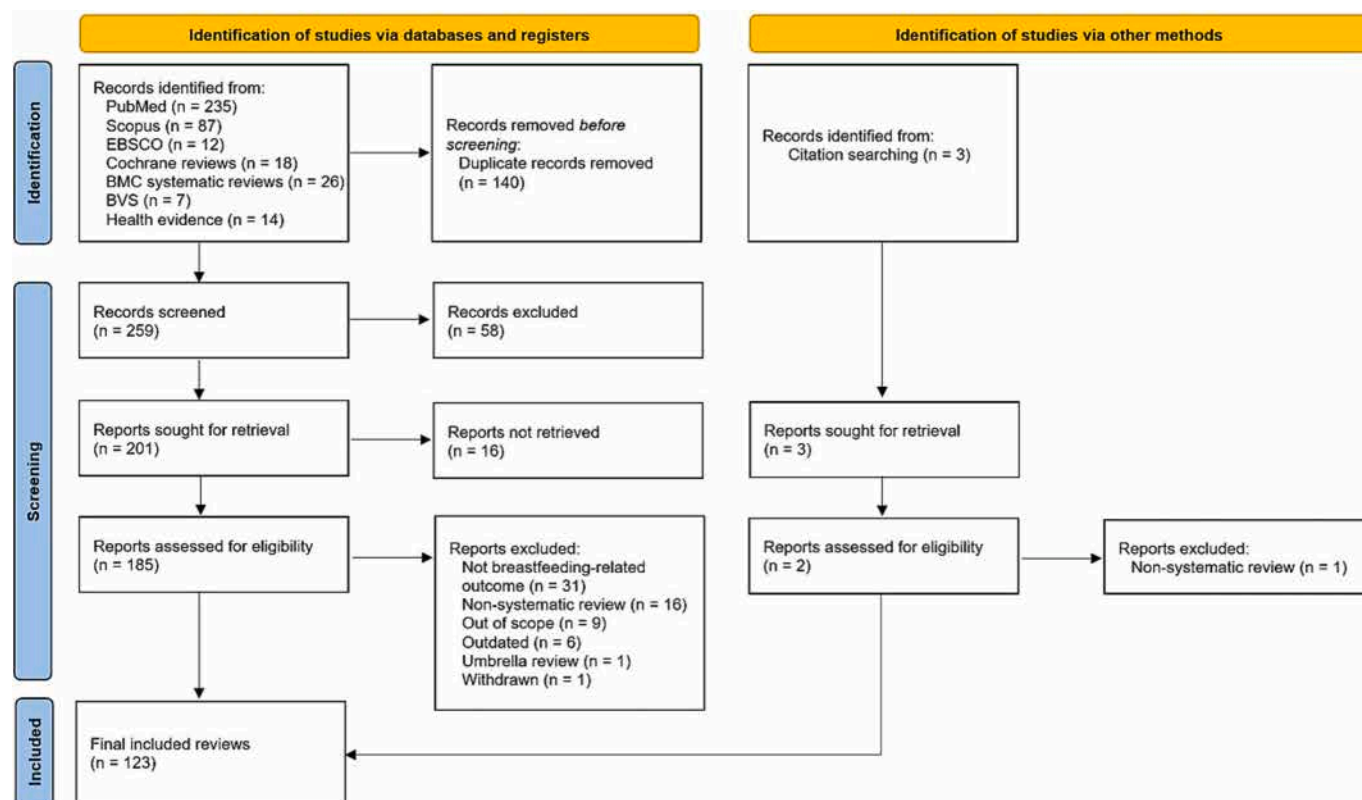 Identification of studies via databases and registers
Identification of studies via other methods
Identification
Records identified from:
PubMed (n = 235)
Scopus (n = 87)
EBSCO (n = 12)
Cochrane reviews (n = 18)
BMC systematic reviews (n = 26)
BVS (n = 7)
Health evidence (n = 14)
Records removed before
screening:
Duplicate records removed
(n = 140)
Records identified from:
Citation searching (n = 3)
Screening
Records screened
(n = 259)
Records excluded
(n = 58)
Reports sought for retrieval
(n = 201)
Reports not retrieved
(n = 16)
Reports sought for retrieval
(n = 3)
Reports assessed for eligibility
(n = 185)
Reports excluded:
Not breastfeeding-related
outcome (n = 31)
Non-systematic review (n = 16)
Out of scope (n = 9)
Outdated (n = 6)
Umbrella review (n = 1)
Withdrawn (n = 1)
Reports assessed for eligibility
(n = 2)
Reports excluded:
Non-systematic review (n = 1)
Included
Final included reviews
(n = 123)